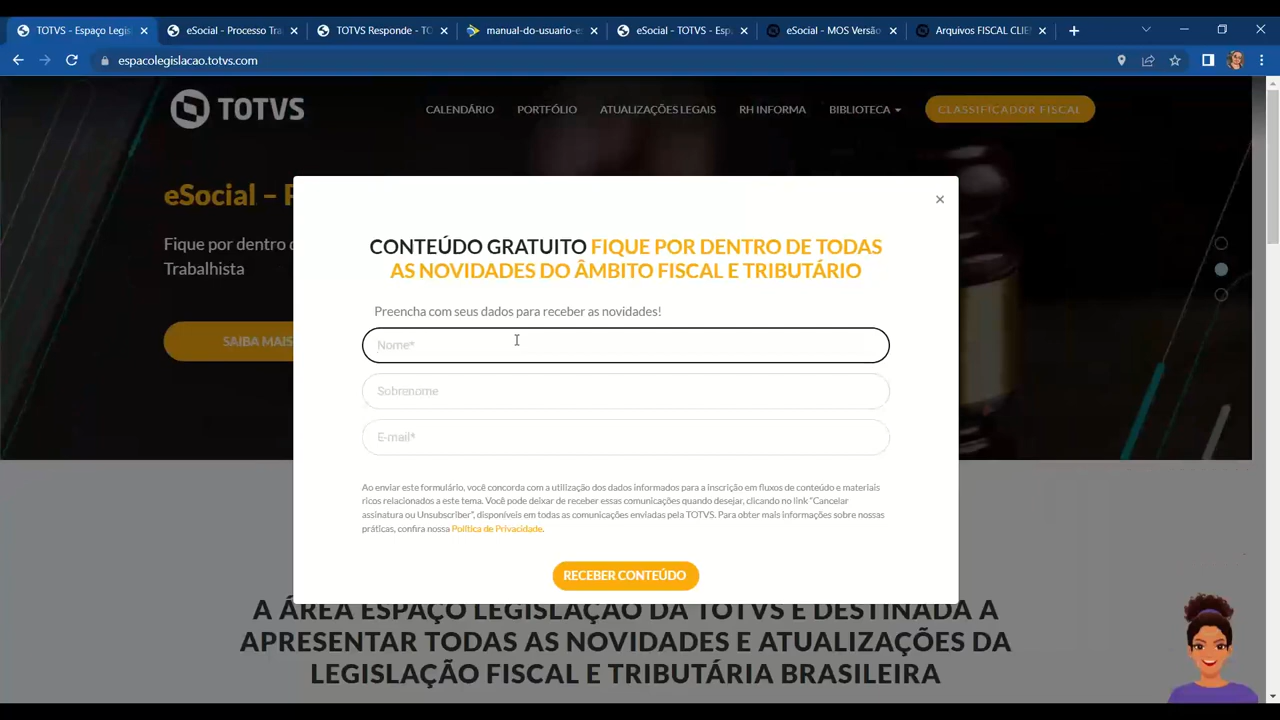 TOTVS - Espaço Legis
eSocial - Processo Tra
TOTVS Responde - TO
manual-do-usuario-e
eSocial - TOTVS - Esp
eSocial - MOS Versão
Arquivos FISCAL CLIE
espacolegislacao.totvs.com
TOTVS
CALENDÁRIO
PORTFÓLIO
ATUALIZAÇÕES LEGAIS
RH INFORMA
BIBLIOTECA
CLASSIFICADOR FISCAL
eSocial – P
Fique por dentro d
Trabalhista
SAIBA MAIS
×
CONTEÚDO GRATUITO FIQUE POR DENTRO DE TODAS
AS NOVIDADES DO ÂMBITO FISCAL E TRIBUTÁRIO
Preencha com seus dados para receber as novidades!
Nome*
Sobrenome
E-mail*
Ao enviar este formulário, você concorda com a utilização dos dados informados para a inscrição em fluxos de conteúdo e materiais
ricos relacionados a este tema. Você pode deixar de receber essas comunicações quando desejar, clicando no link "Cancelar
assinatura ou Unsubscriber", disponíveis em todas as comunicações enviadas pela TOTVS. Para obter mais informações sobre nossa
práticas, confira nossa Política de Privacidade.
RECEBER CONTEÚDO
A ÁREA ESPAÇO LEGISLAÇÃO DA TOTVS É DESTINADA A
APRESENTAR TODAS AS NOVIDADES E ATUALIZAÇÕES DA
LEGISLAÇÃO FISCAL E TRIBUTÁRIA BRASILEIRA